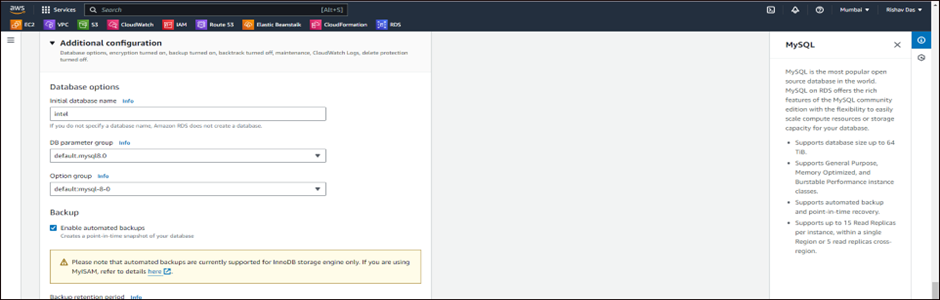 aws Services Search [Alt+S] Mumbai Rishav Das
EC2 VPC S3 CloudWatch IAM Route 53 Elastic Beanstalk CloudFormation RDS
Additional configuration
Database options, encryption turned on, backup turned on, backtrack turned off, maintenance, CloudWatch Logs, delete protection
turned off.
Database options
Initial database name Info
intel
If you do not specify a database name, Amazon RDS does not create a database.
DB parameter group Info
default.mysql8.0
Option group Info
default:mysql-8-0
Backup
Enable automated backups
Creates a point-in-time snapshot of your database
Please note that automated backups are currently supported for InnoDB storage engine only. If you are using
MyISAM, refer to details here.
Backup retention period Info
MySQL
MySQL is the most popular open
source database in the world.
MySQL on RDS offers the rich
features of the MySQL community
edition with the flexibility to easily
scale compute resources or storage
capacity for your database.
Supports database size up to 64
TiB.
Supports General Purpose,
Memory Optimized, and
Burstable Performance instance
classes.
Supports automated backup
and point-in-time recovery.
Supports up to 15 Read Replicas
per instance, within a single
Region or 5 read replicas cross-
region.